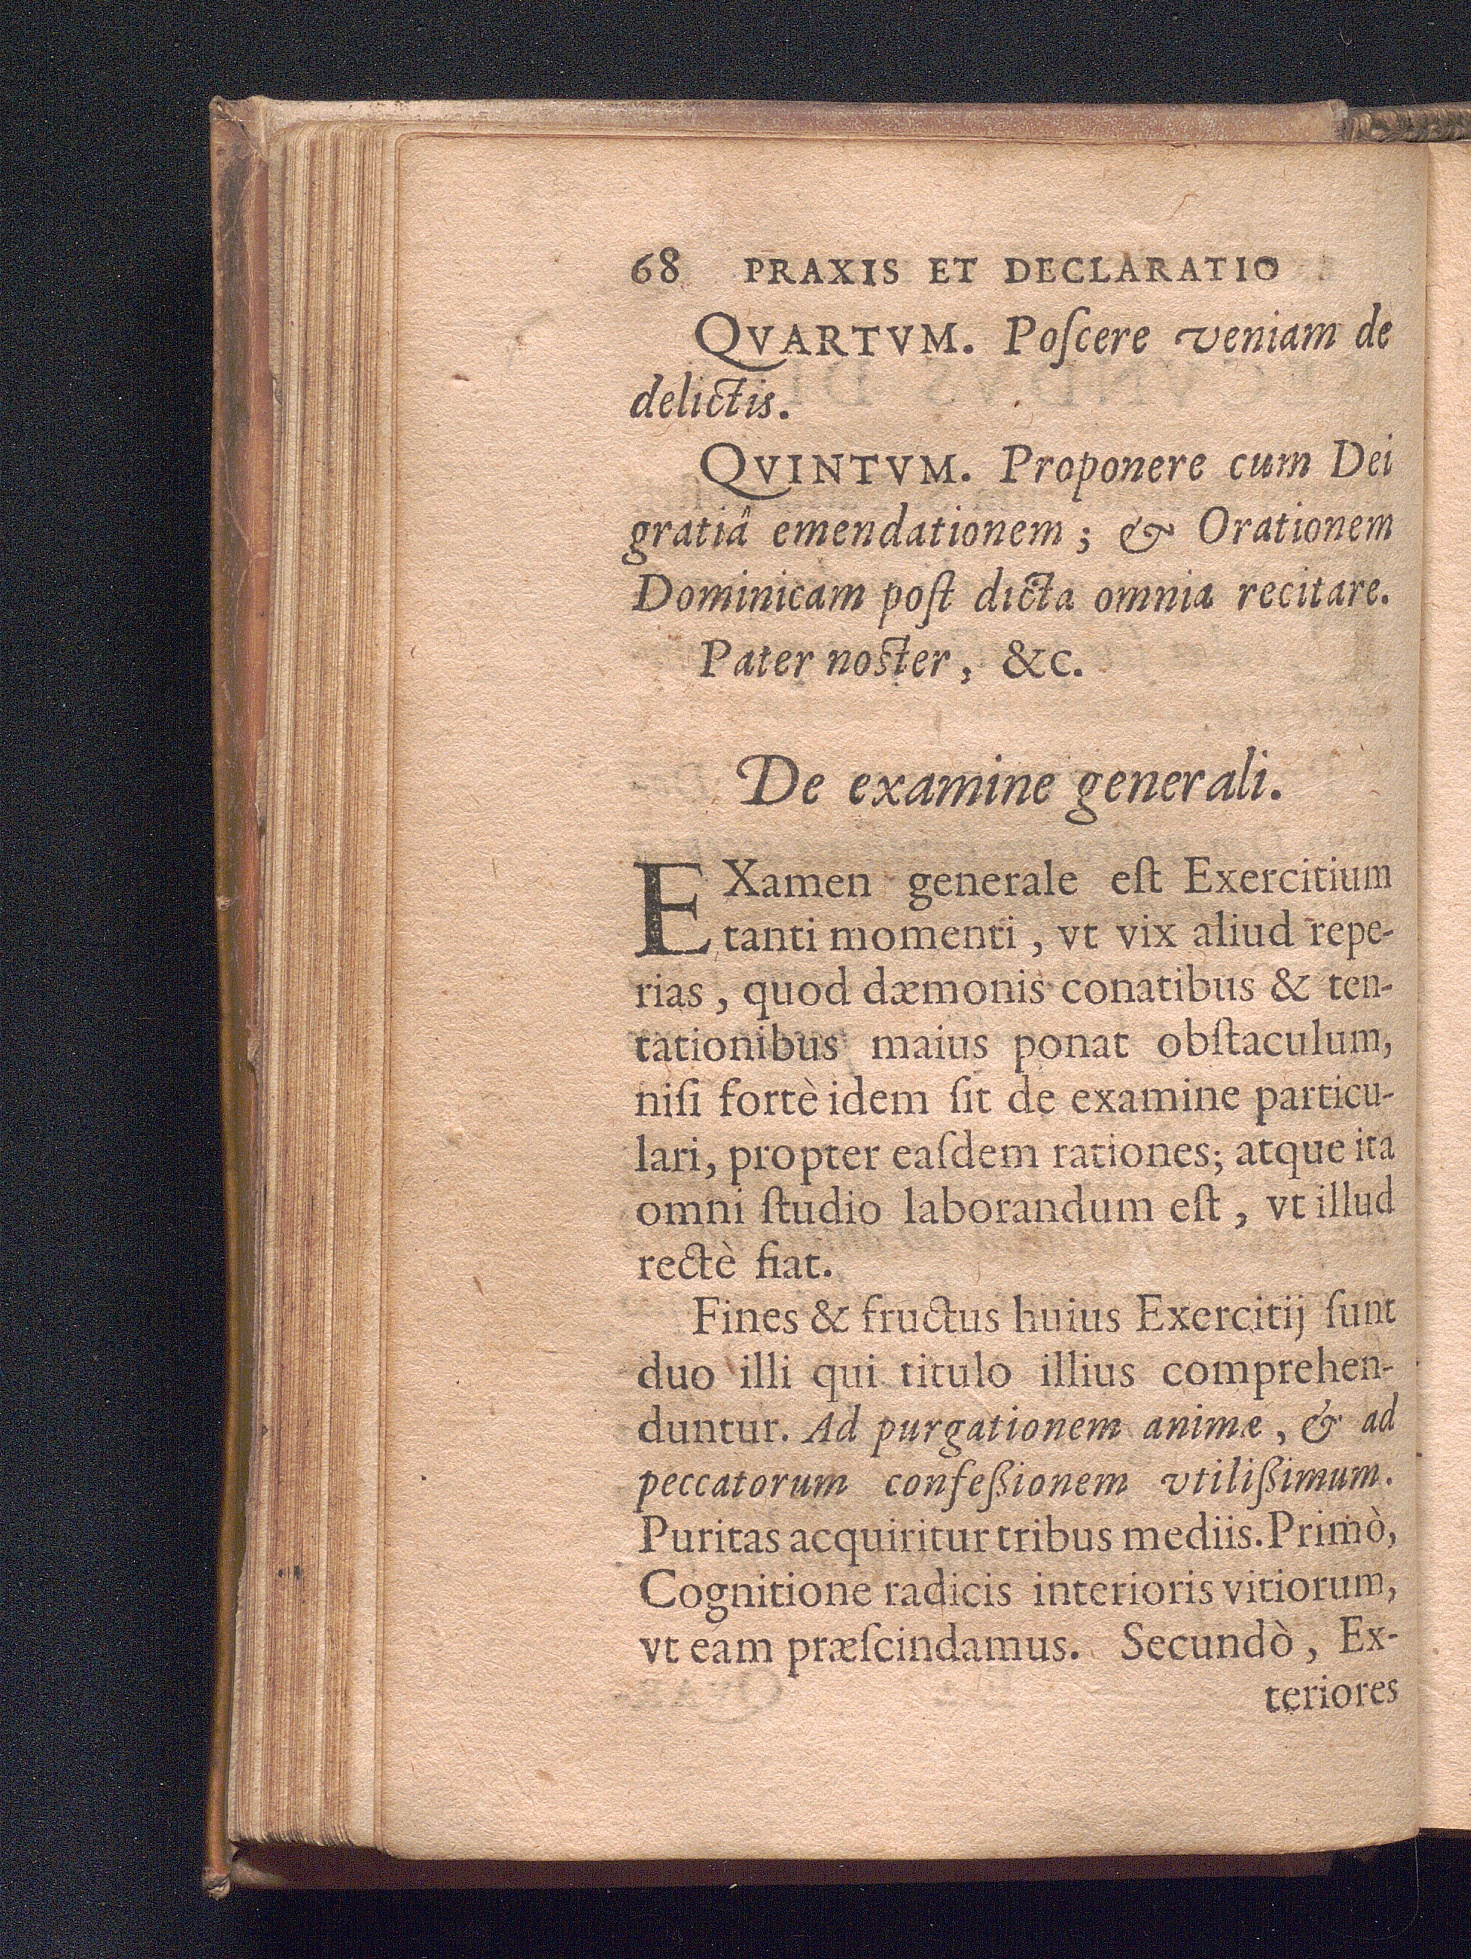 68 PRAXIS ET DECLARATIO
QVARTVM. Poſcere veniam de
delictis.
QVINTVM. Proponere cum Dei
gratiâ emendationem ; & Orationem
Dominicam poſt dicta omnia recitare.
Pater noster, &c.
De examine generali.
EXamen generale eſt Exercitium
tanti momenti , vt vix aliud repe-
rias , quod dæmonis conatibus & ten-
tationibus maius ponat obſtaculum,
niſi fortè idem ſit de examine particu-
lari, propter eaſdem rationes; atque ita
omni ſtudio laborandum eſt , vt illud
rectè fiat.
Fines & fructus huius Exercitij ſunt
duo illi qui titulo illius comprehen-
duntur. Ad purgationem animæ , & ad
peccatorum confeßionem vtilißimum.
Puritas acquiritur tribus mediis. Primò,
Cognitione radicis interioris vitiorum,
vt eam præſcindamus. Secundò , Ex-
teriores